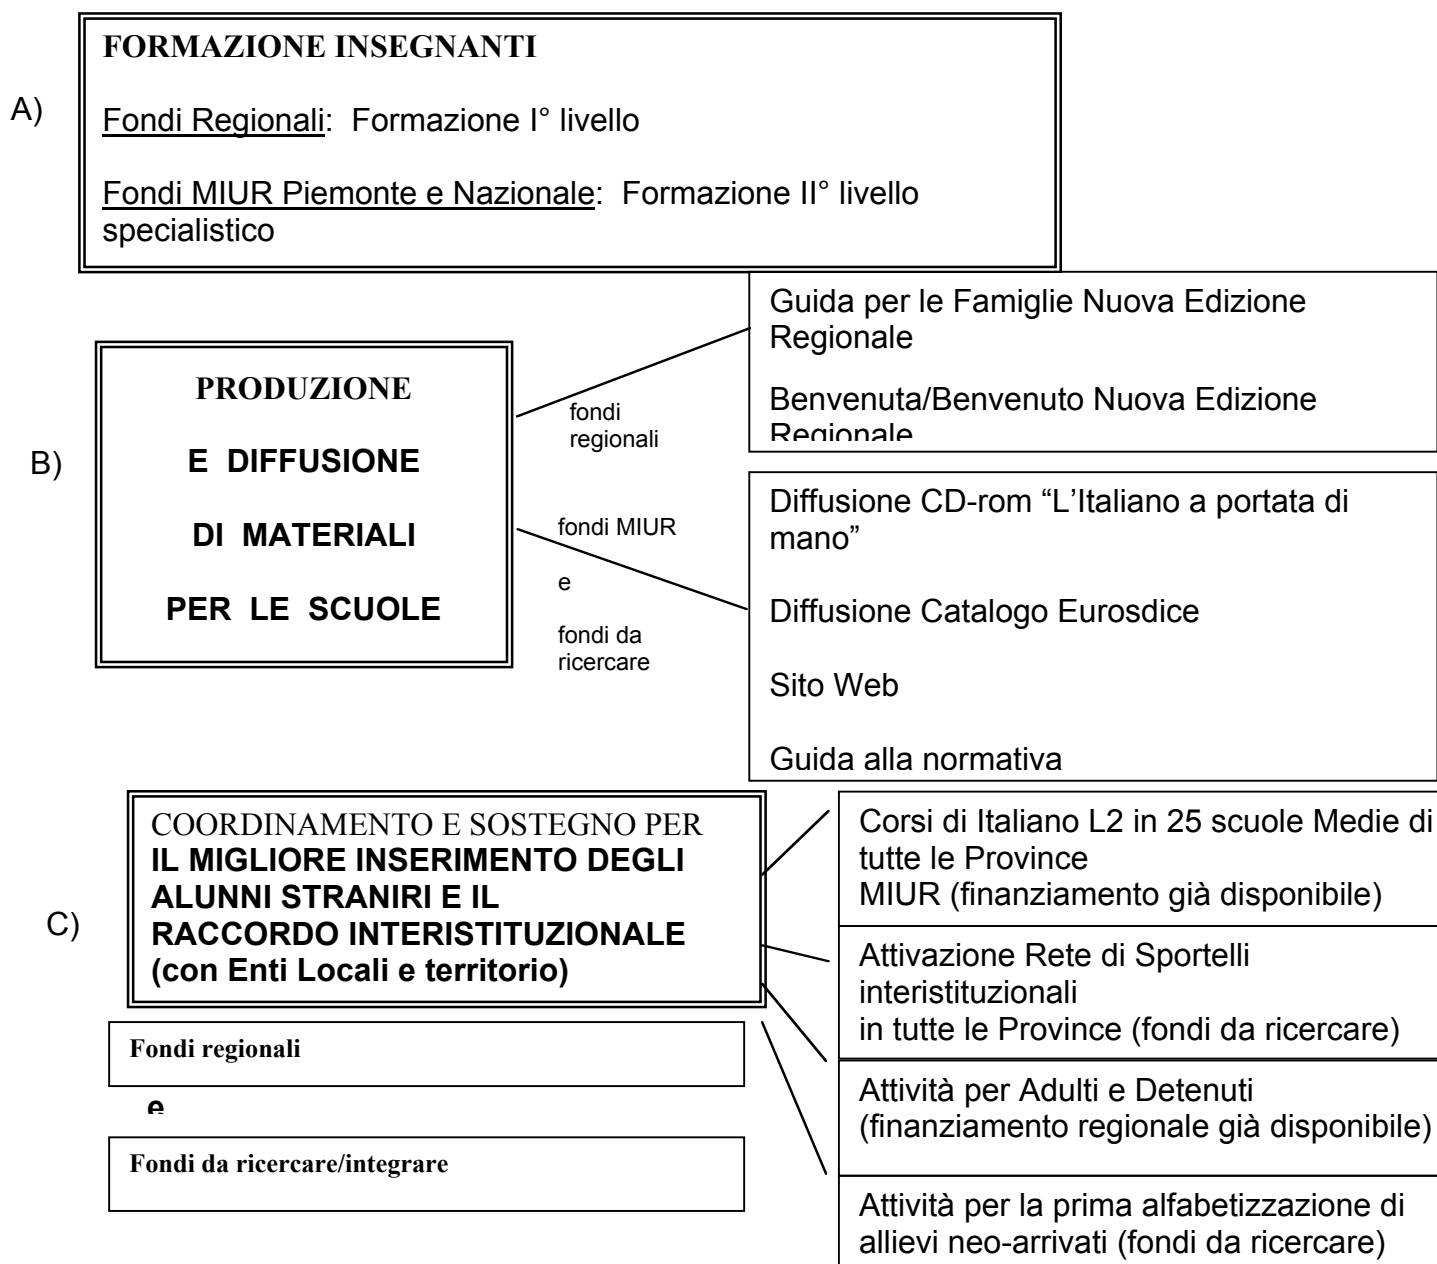 FORMAZIONE INSEGNANTI
A)
Fondi Regionali: Formazione I° livello
Fondi MIUR Piemonte e Nazionale: Formazione II° livello
specialistico
B)
PRODUZIONE
E DIFFUSIONE
DI MATERIALI
PER LE SCUOLE
fondi
regionali
Guida per le Famiglie Nuova Edizione
Regionale
Benvenuta/Benvenuto Nuova Edizione
Regionale
fondi MIUR
e
fondi da
ricercare
Diffusione CD-rom “L’Italiano a portata di
mano”
Diffusione Catalogo Eurosdice
Sito Web
Guida alla normativa
C)
COORDINAMENTO E SOSTEGNO PER
IL MIGLIORE INSERIMENTO DEGLI
ALUNNI STRANIRI E IL
RACCORDO INTERISTITUZIONALE
(con Enti Locali e territorio)
Fondi regionali
e
Fondi da ricercare/integrare
Corsi di Italiano L2 in 25 scuole Medie di
tutte le Province
MIUR (finanziamento già disponibile)
Attivazione Rete di Sportelli
interistituzionali
in tutte le Province (fondi da ricercare)
Attività per Adulti e Detenuti
(finanziamento regionale già disponibile)
Attività per la prima alfabetizzazione di
allievi neo-arrivati (fondi da ricercare)